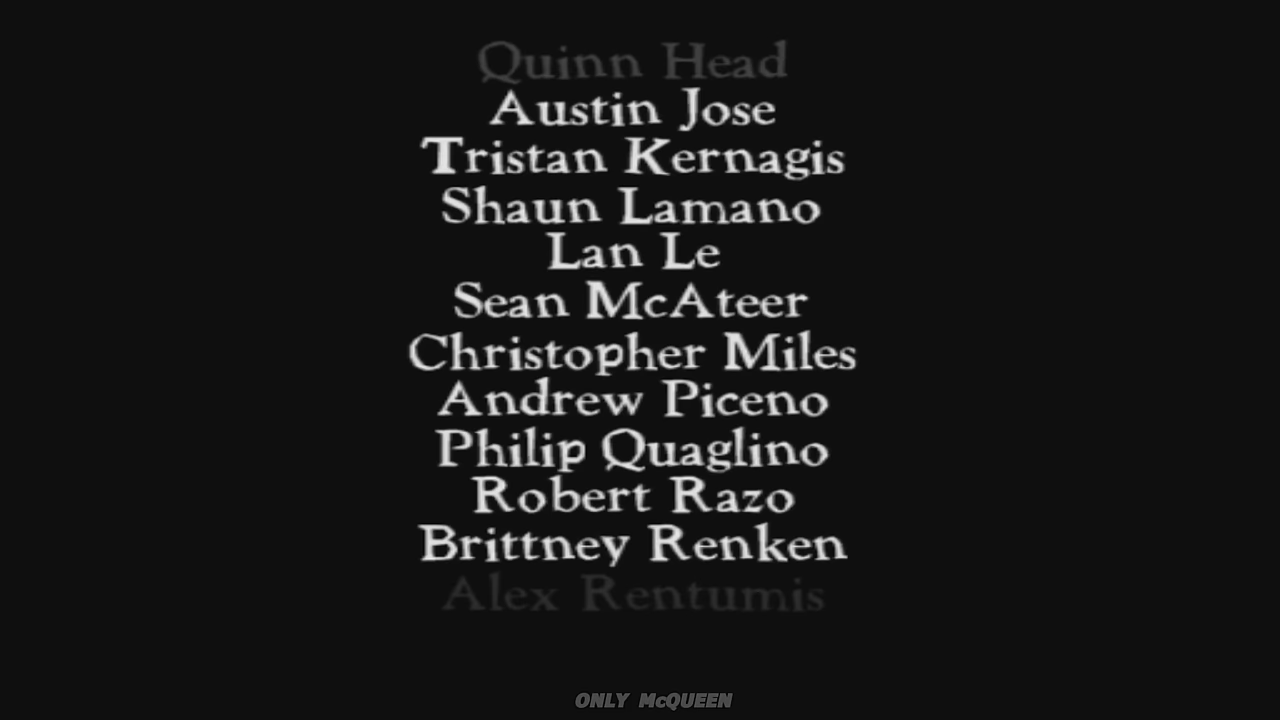 Quinn Head
Austin Jose
Tristan Kernagis
Shaun Lamano
Lan Le
Sean McAteer
Christopher Miles
Andrew Piceno
Philip Quaglino
Robert Razo
Brittney Renken
Alex Rentumis
ONLY McQUEEN